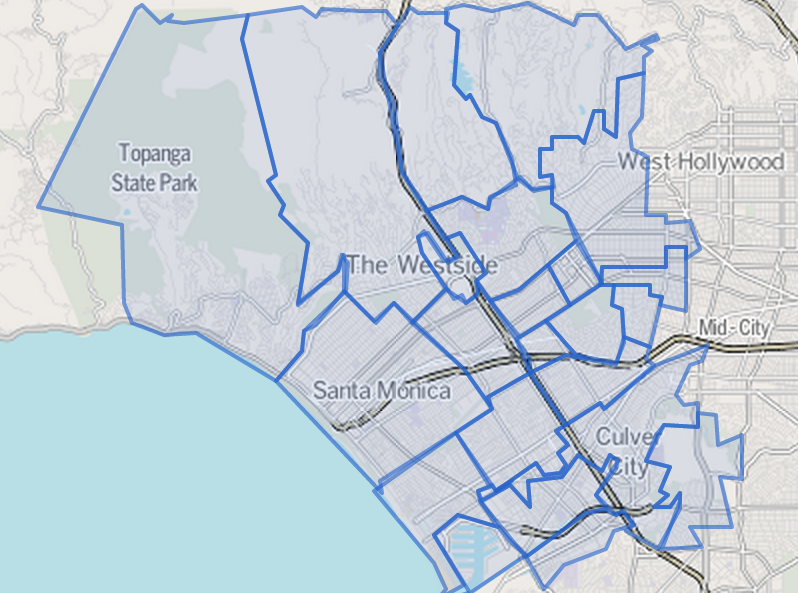 Topanga
State Park
West Hollywood
The Westside
Mid-City
Santa Monica
Culver
City